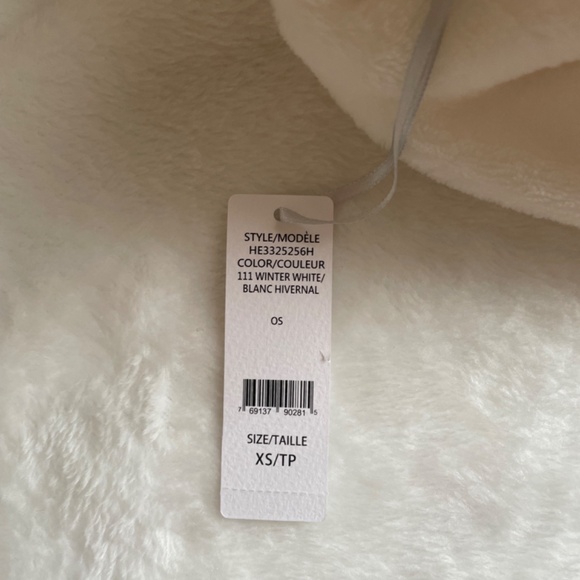 STYLE/MODÈLE
HE3325256H
COLOR/COULEUR
111 WINTER WHITE/
BLANC HIVERNAL
OS
7 69137 90281 5
SIZE/TAILLE
XS/TP